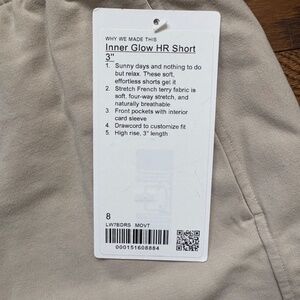 WHY WE MADE THIS
Inner Glow HR Short
3"
1. Sunny days and nothing to do
but relax. These soft,
effortless shorts get it
2. Stretch French terry fabric is
soft, four-way stretch, and
naturally breathable
3. Front pockets with interior
card sleeve
4. Drawcord to customize fit
5. High rise, 3" length
8
LW7BDRS MOVT
000151608884